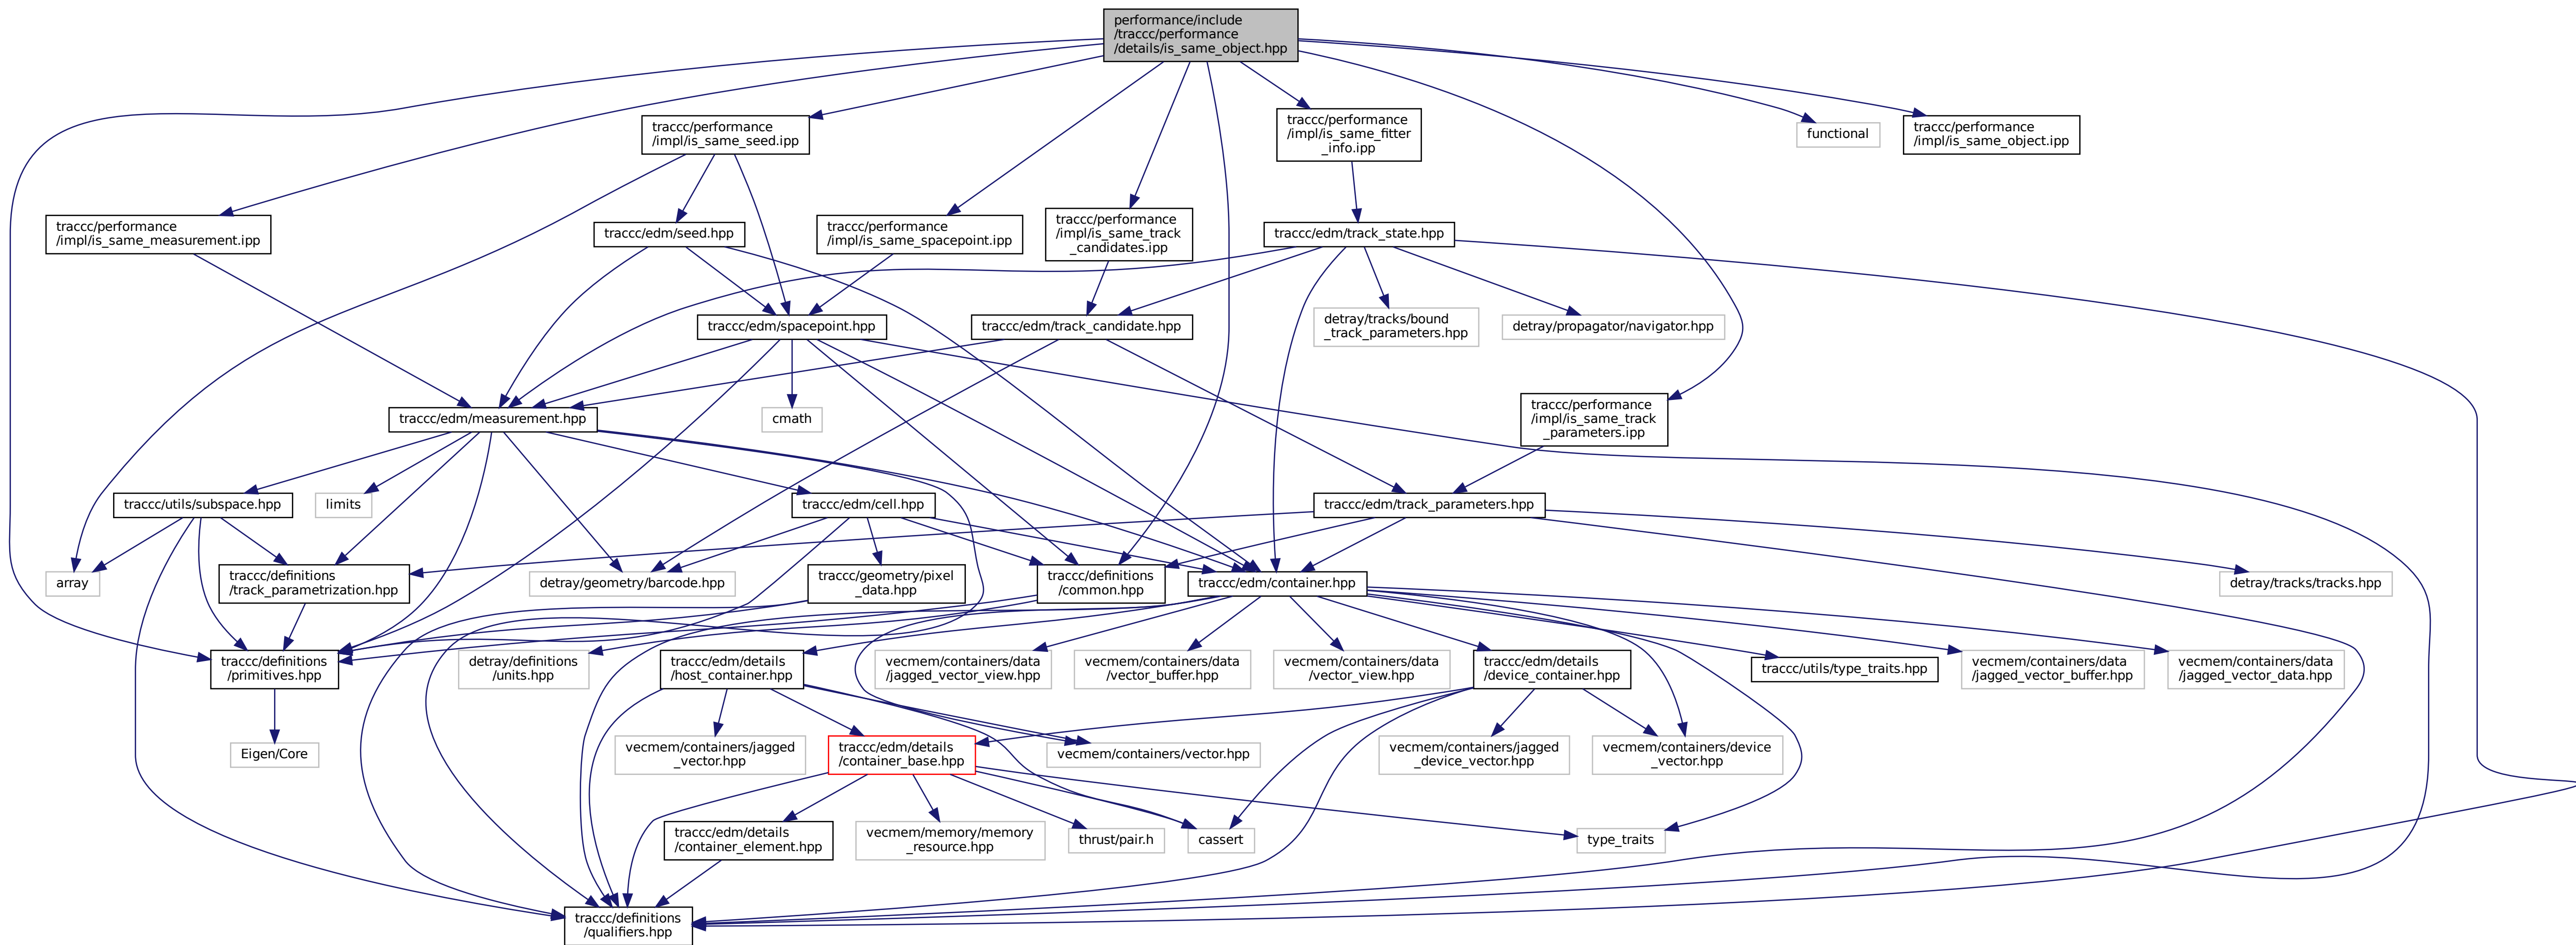 performance/include
/traccc/performance
/details/is_same_object.hpp
traccc/performance
/impl/is_same_seed.ipp
traccc/performance
/impl/is_same_fitter
_info.ipp
functional
traccc/performance
/impl/is_same_object.ipp
traccc/performance
/impl/is_same_measurement.ipp
traccc/edm/seed.hpp
traccc/performance
/impl/is_same_spacepoint.ipp
traccc/performance
/impl/is_same_track
_candidates.ipp
traccc/edm/track_state.hpp
traccc/edm/spacepoint.hpp
traccc/edm/track_candidate.hpp
detray/tracks/bound
_track_parameters.hpp
detray/propagator/navigator.hpp
traccc/edm/measurement.hpp
cmath
traccc/performance
/impl/is_same_track
_parameters.ipp
traccc/utils/subspace.hpp
limits
traccc/edm/cell.hpp
traccc/edm/track_parameters.hpp
array
traccc/definitions
/track_parametrization.hpp
detray/geometry/barcode.hpp
traccc/geometry/pixel
_data.hpp
traccc/definitions
/common.hpp
traccc/edm/container.hpp
detray/tracks/tracks.hpp
traccc/definitions
/primitives.hpp
detray/definitions
/units.hpp
traccc/edm/details
/host_container.hpp
vecmem/containers/data
/jagged_vector_view.hpp
vecmem/containers/data
/vector_buffer.hpp
vecmem/containers/data
/vector_view.hpp
traccc/edm/details
/device_container.hpp
traccc/utils/type_traits.hpp
vecmem/containers/data
/jagged_vector_buffer.hpp
vecmem/containers/data
/jagged_vector_data.hpp
Eigen/Core
vecmem/containers/jagged
_vector.hpp
traccc/edm/details
/container_base.hpp
vecmem/containers/vector.hpp
vecmem/containers/jagged
_device_vector.hpp
vecmem/containers/device
_vector.hpp
traccc/edm/details
/container_element.hpp
vecmem/memory/memory
_resource.hpp
thrust/pair.h
cassert
type_traits
traccc/definitions
/qualifiers.hpp